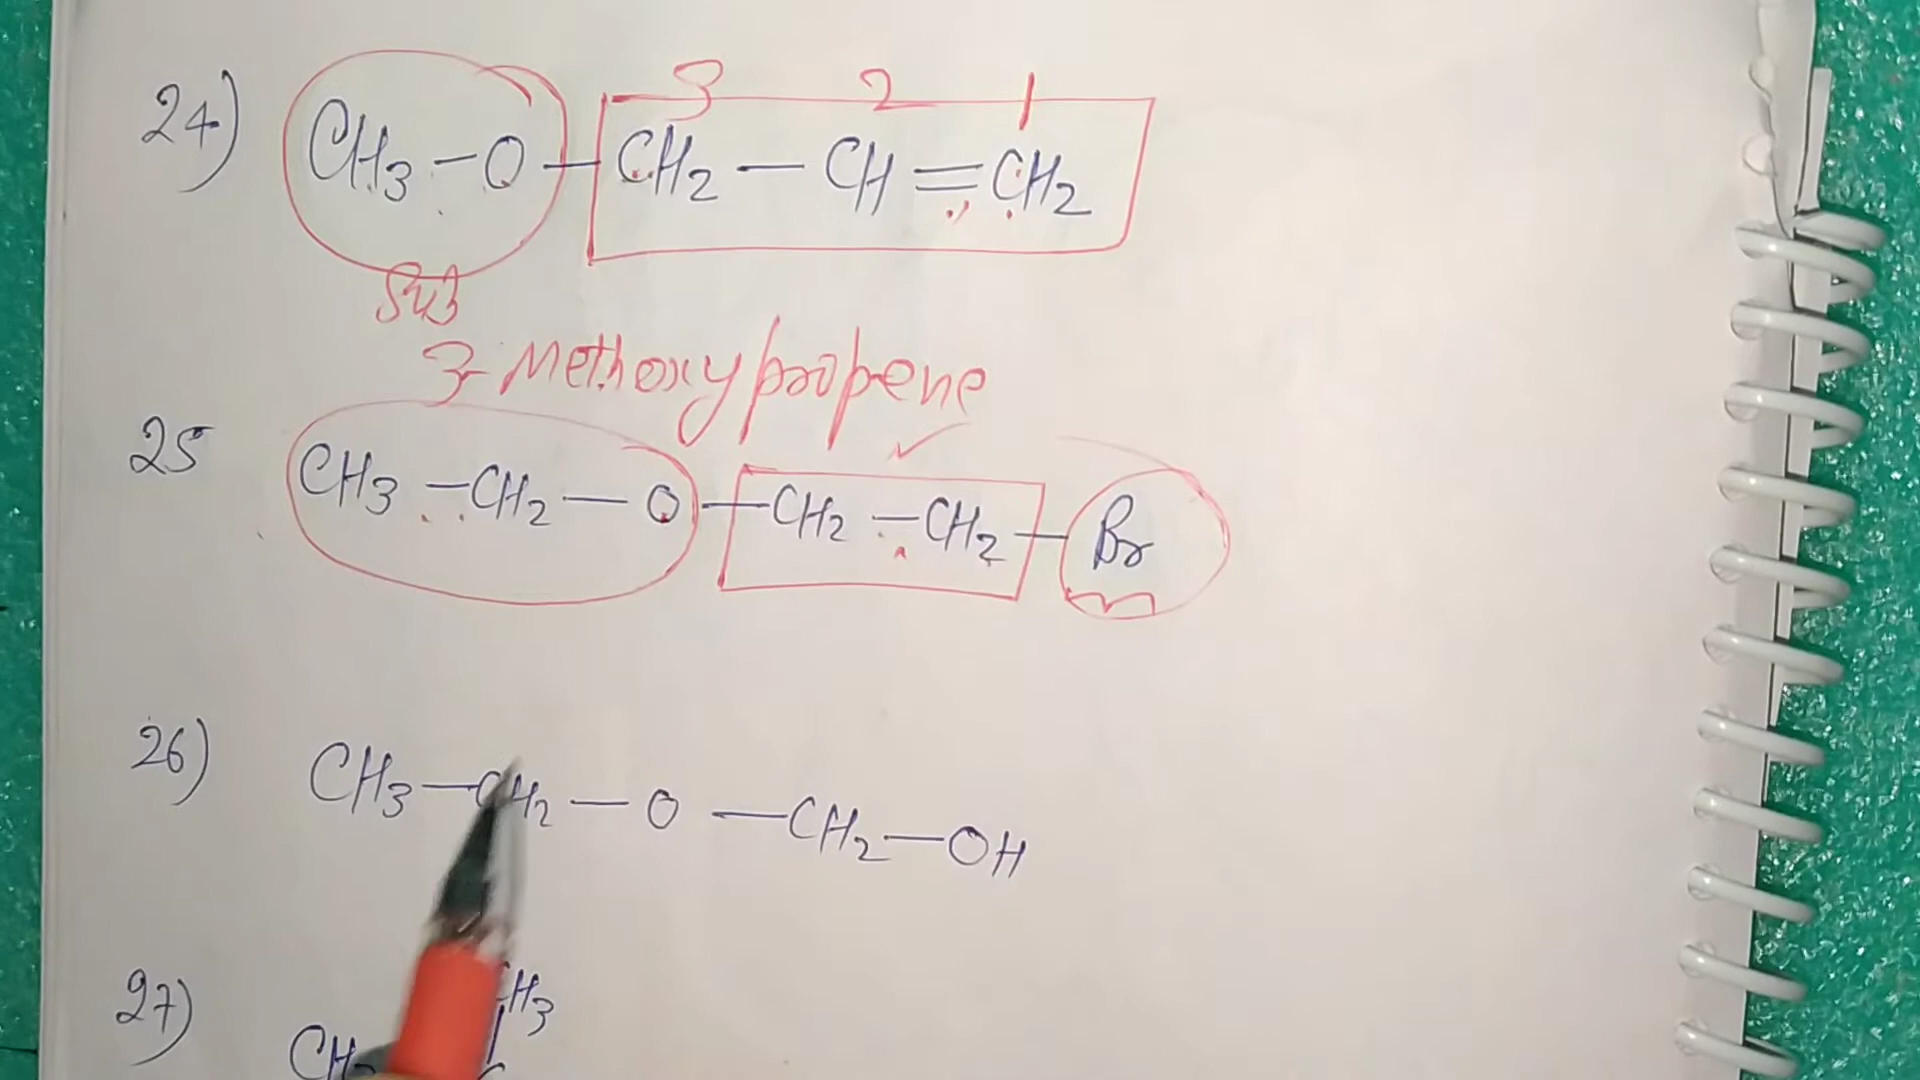 3 2 1
24) CH3-O-CH2-CH=CH2
Sub
3-Methoxypropene
25 CH3-CH2-O-CH2-CH2-Br
26) CH3-CH2-O-CH2-OH
CH3
27) CH